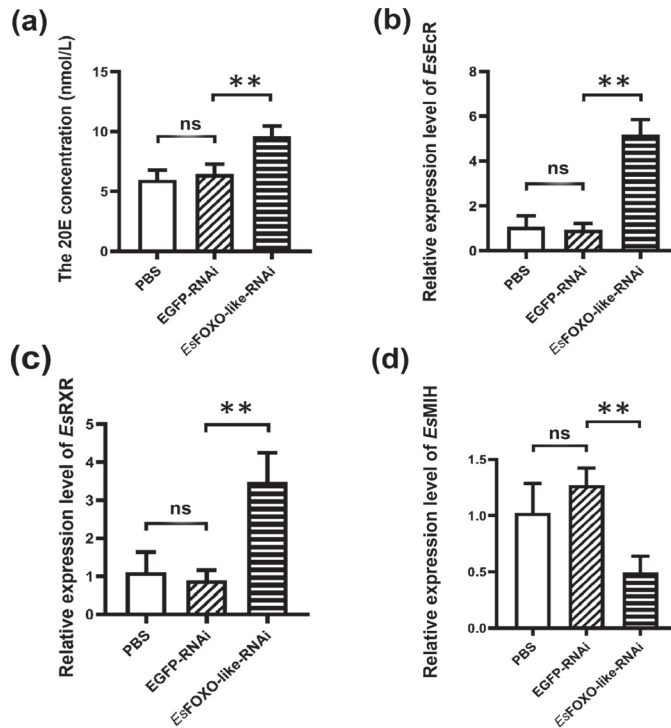 (a)
The 20E concentration (nmol/L)
15
10
5
0
ns
**
PBS
EGFP-RNAi
EsFOXO-like-RNAi
(b)
Relative expression level of EsEcR
8
6
4
2
0
ns
**
PBS
EGFP-RNAi
EsFOXO-like-RNAi
(c)
Relative expression level of EsRXR
5
4
3
2
1
0
ns
**
PBS
EGFP-RNAi
EsFOXO-like-RNAi
(d)
Relative expression level of EsMIH
1.5
1.0
0.5
0.0
ns
**
PBS
EGFP-RNAi
EsFOXO-like-RNAi